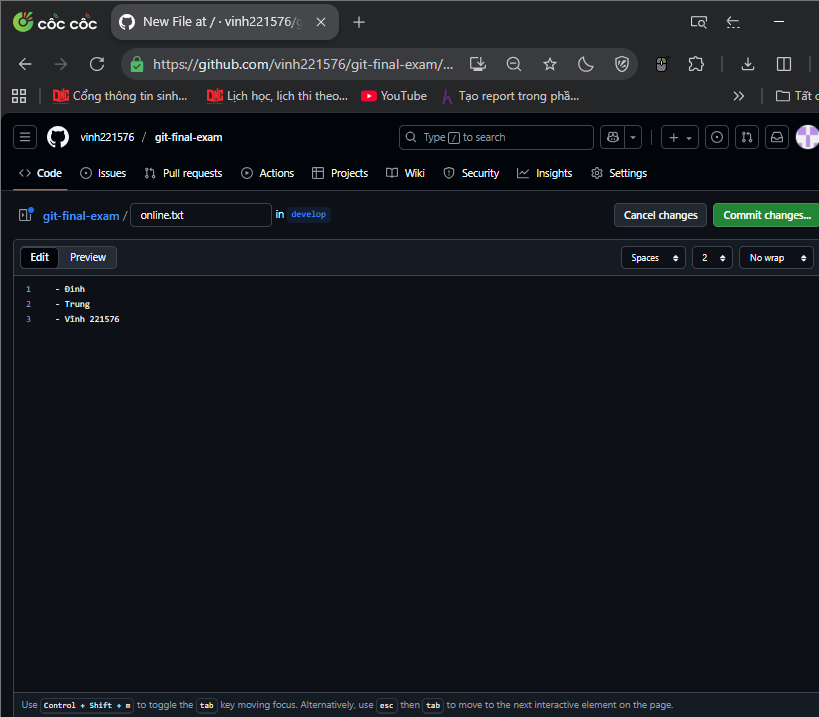 cốc cốc
New File at / · vinh221576/g
https://github.com/vinh221576/git-final-exam/...
Cổng thông tin sinh...
Lịch học, lịch thi theo...
YouTube
Tạo report trong phầ...
Tất c
vinh221576 / git-final-exam
Type / to search
Code
Issues
Pull requests
Actions
Projects
Wiki
Security
Insights
Settings
git-final-exam / online.txt in develop
Cancel changes
Commit changes...
Edit
Preview
Spaces
2
No wrap
1 - Đinh
2 - Trung
3 - Vĩnh 221576
Use Control + Shift + m to toggle the tab key moving focus. Alternatively, use esc then tab to move to the next interactive element on the page.